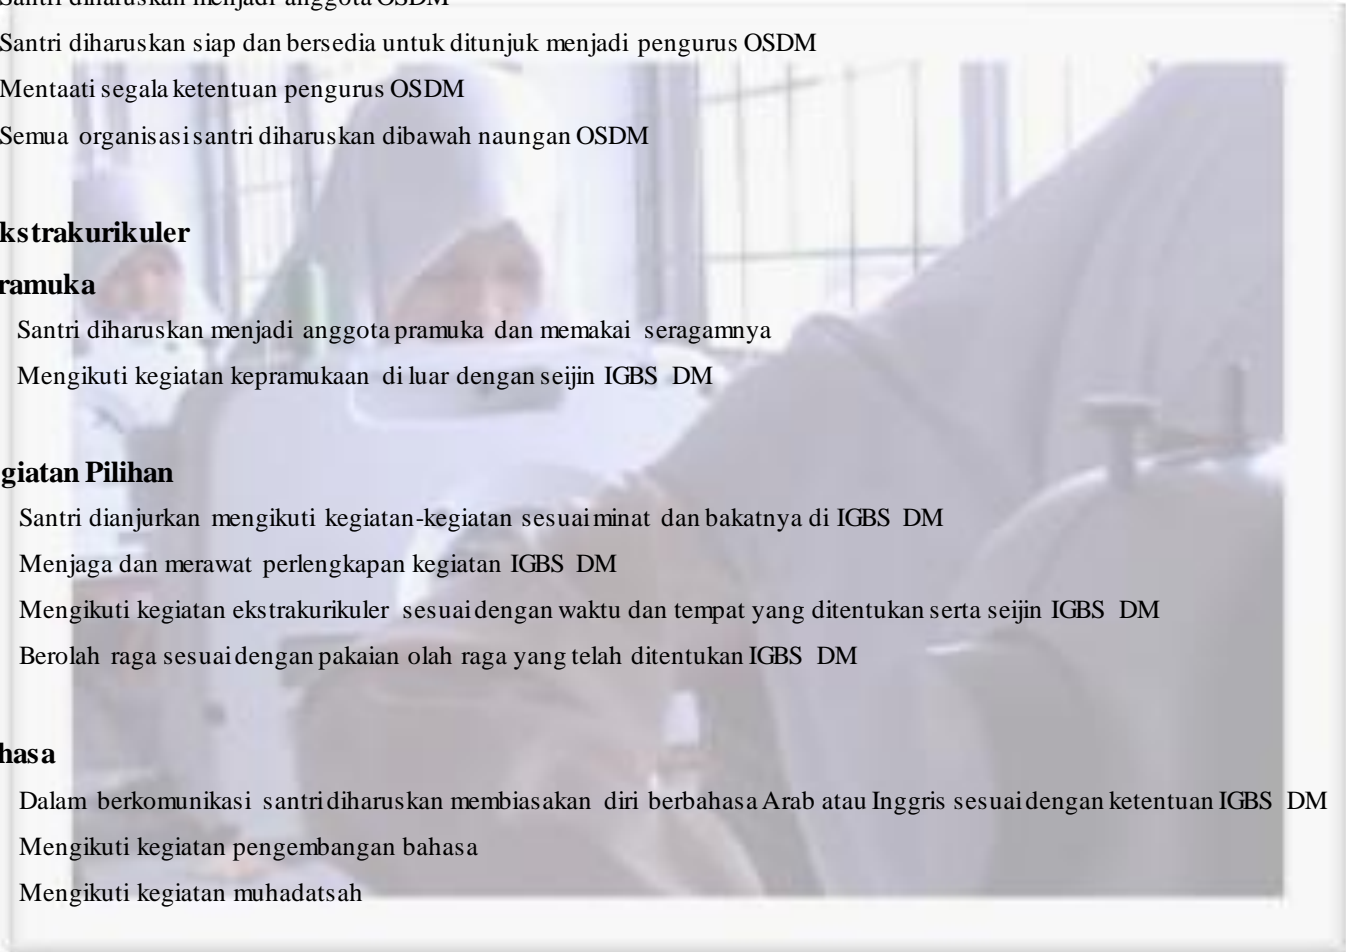 Santri diharuskan menjadi anggota OSDM
Santri diharuskan siap dan bersedia untuk ditunjuk menjadi pengurus OSDM
Mentaati segala ketentuan pengurus OSDM
Semua organisasi santri diharuskan dibawah naungan OSDM
kstrakurikuler
ramuka
Santri diharuskan menjadi anggota pramuka dan memakai seragamnya
Mengikuti kegiatan kepramukaan di luar dengan seijin IGBS DM
giatan Pilihan
Santri dianjurkan mengikuti kegiatan-kegiatan sesuai minat dan bakatnya di IGBS DM
Menjaga dan merawat perlengkapan kegiatan IGBS DM
Mengikuti kegiatan ekstrakurikuler sesuai dengan waktu dan tempat yang ditentukan serta seijin IGBS DM
Berolah raga sesuai dengan pakaian olah raga yang telah ditentukan IGBS DM
hasa
Dalam berkomunikasi santri diharuskan membiasakan diri berbahasa Arab atau Inggris sesuai dengan ketentuan IGBS DM
Mengikuti kegiatan pengembangan bahasa
Mengikuti kegiatan muhadatsah